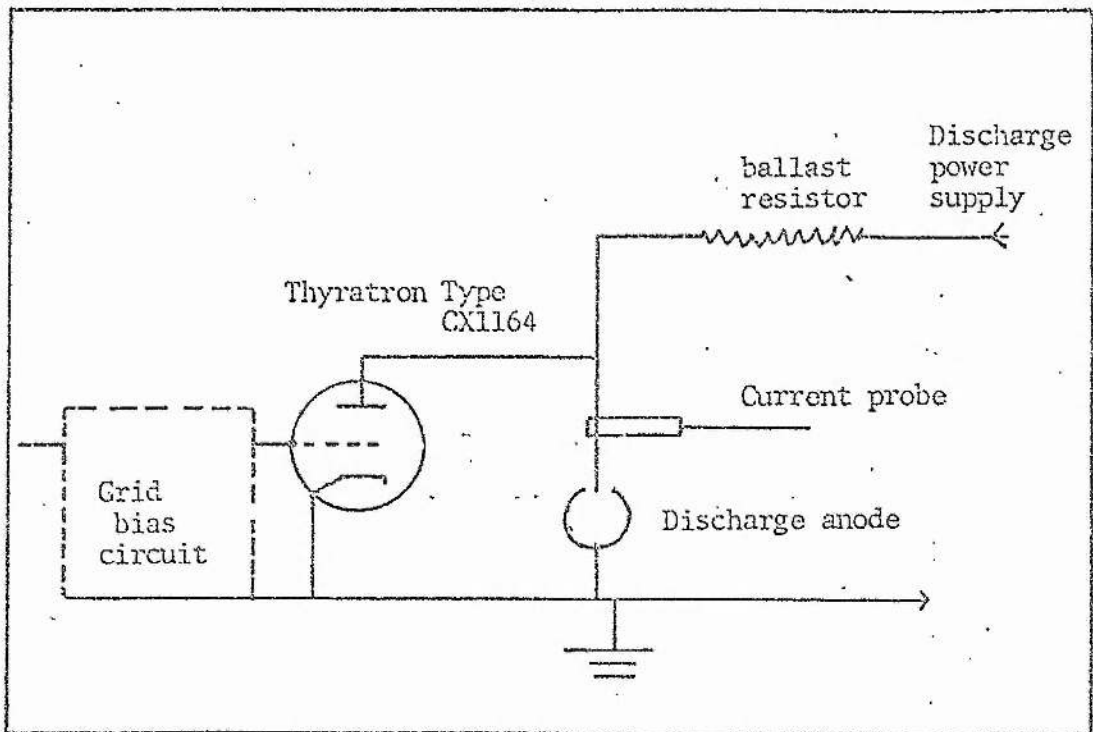 Discharge
power
supply
ballast
resistor
Thyratron Type
CX1164
Current probe
Grid
bias
circuit
Discharge anode